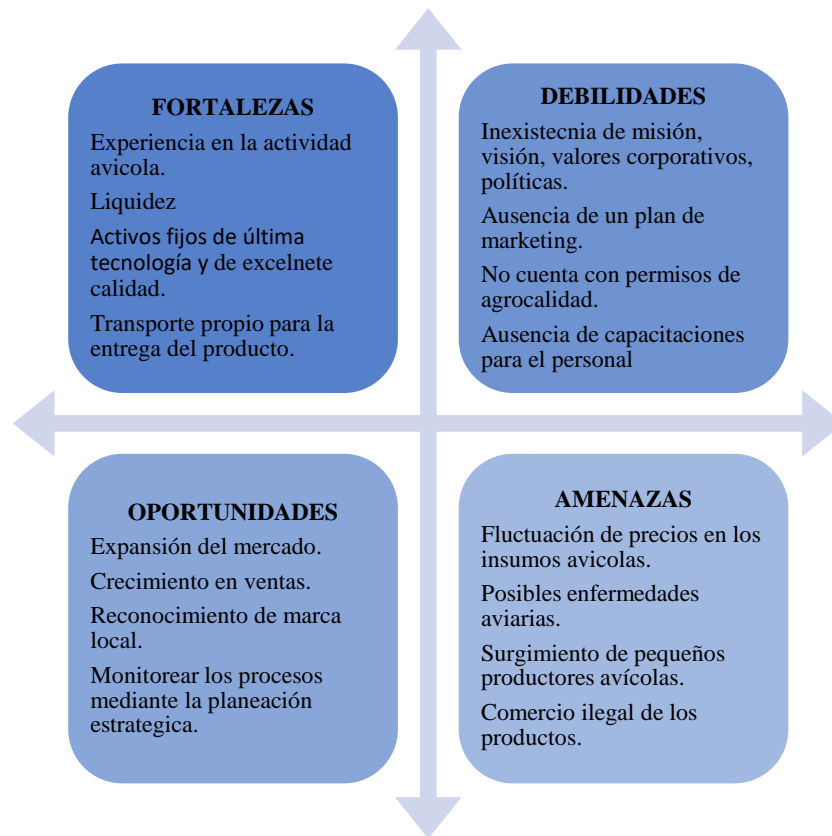 FORTALEZAS
Experiencia en la actividad
avicola.
Liquidez
Activos fijos de última
tecnología y de excelnete
calidad.
Transporte propio para la
entrega del producto.
DEBILIDADES
Inexistecnia de misión,
visión, valores corporativos,
políticas.
Ausencia de un plan de
marketing.
No cuenta con permisos de
agrocalidad.
Ausencia de capacitaciones
para el personal
OPORTUNIDADES
Expansión del mercado.
Crecimiento en ventas.
Reconocimiento de marca
local.
Monitorear los procesos
mediante la planeación
estrategica.
AMENAZAS
Fluctuación de precios en los
insumos avicolas.
Posibles enfermedades
aviarias.
Surgimiento de pequeños
productores avícolas.
Comercio ilegal de los
productos.